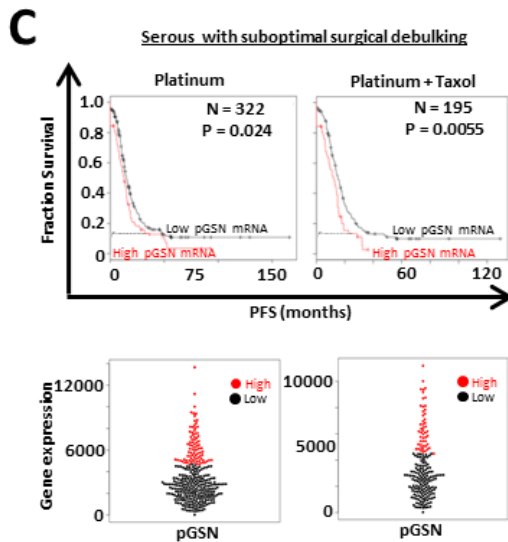 C
Serous with suboptimal surgical debulking
Platinum
Platinum + Taxol
Fraction Survival
1.0
0.8
0.6
0.4
0.2
0
N = 322
P = 0.024
Low pGSN mRNA
High pGSN mRNA
0 75 150
N = 195
P = 0.0055
Low pGSN mRNA
High pGSN mRNA
0 60 120
PFS (months)
Gene expression
12000
6000
0
High
Low
pGSN
10000
5000
0
High
Low
pGSN